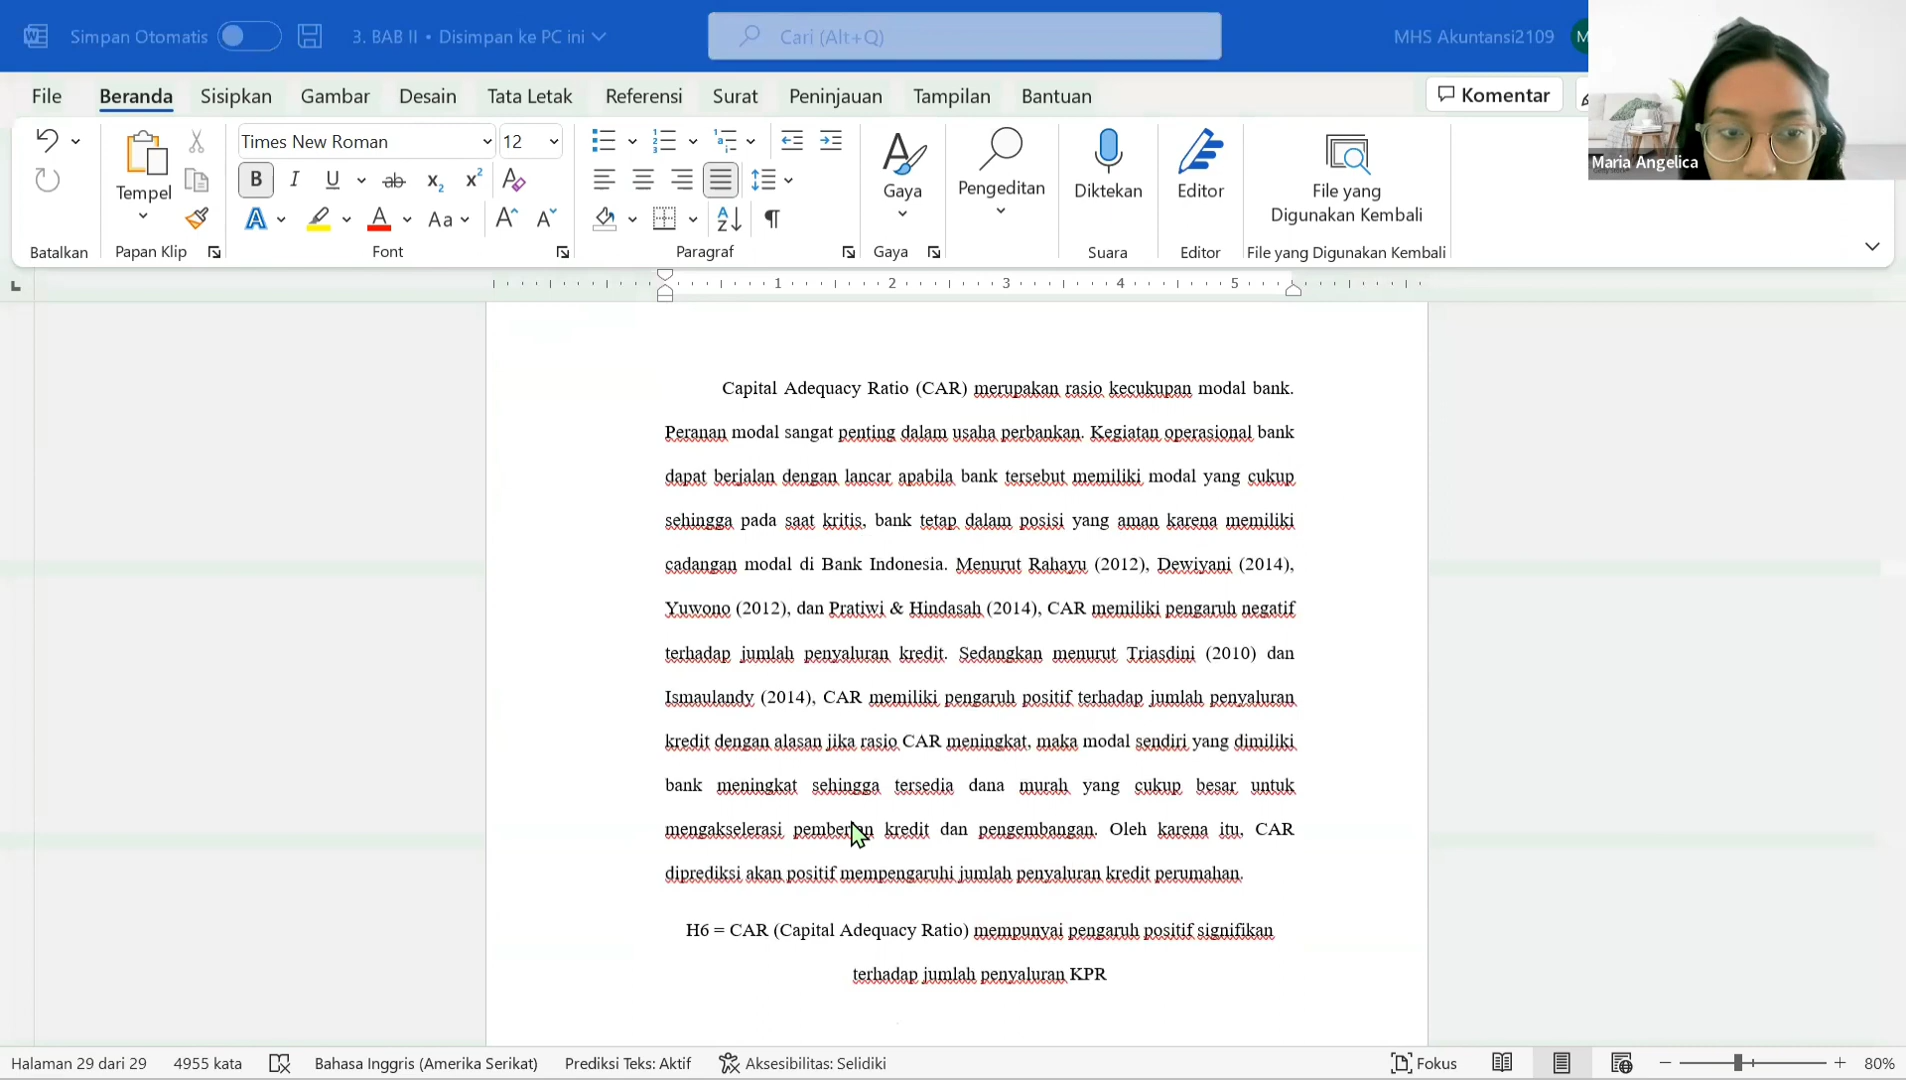 Simpan Otomatis
3. BAB II • Disimpan ke PC ini
Cari (Alt+Q)
MHS Akuntansi2109
File Beranda Sisipkan Gambar Desain Tata Letak Referensi Surat Peninjauan Tampilan Bantuan Komentar
Times New Roman 12
Tempel
Gaya
Pengeditan
Diktekan
Editor
File yang
Digunakan Kembali
Maria Angelica
Batalkan Papan Klip Font Paragraf Gaya Suara Editor File yang Digunakan Kembali
1 2 3 4 5
Capital Adequacy Ratio (CAR) merupakan rasio kecukupan modal bank.
Peranan modal sangat penting dalam usaha perbankan. Kegiatan operasional bank
dapat berjalan dengan lancar apabila bank tersebut memiliki modal yang cukup
sehingga pada saat kritis, bank tetap dalam posisi yang aman karena memiliki
cadangan modal di Bank Indonesia. Menurut Rahayu (2012), Dewiyani (2014),
Yuwono (2012), dan Pratiwi & Hindasah (2014), CAR memiliki pengaruh negatif
terhadap jumlah penyaluran kredit. Sedangkan menurut Triasdini (2010) dan
Ismaulandy (2014), CAR memiliki pengaruh positif terhadap jumlah penyaluran
kredit dengan alasan jika rasio CAR meningkat, maka modal sendiri yang dimiliki
bank meningkat sehingga tersedia dana murah yang cukup besar untuk
mengakselerasi pemberian kredit dan pengembangan. Oleh karena itu, CAR
diprediksi akan positif mempengaruhi jumlah penyaluran kredit perumahan.
H6 = CAR (Capital Adequacy Ratio) mempunyai pengaruh positif signifikan
terhadap jumlah penyaluran KPR
Halaman 29 dari 29 4955 kata Bahasa Inggris (Amerika Serikat) Prediksi Teks: Aktif Aksesibilitas: Selidiki Fokus 80%